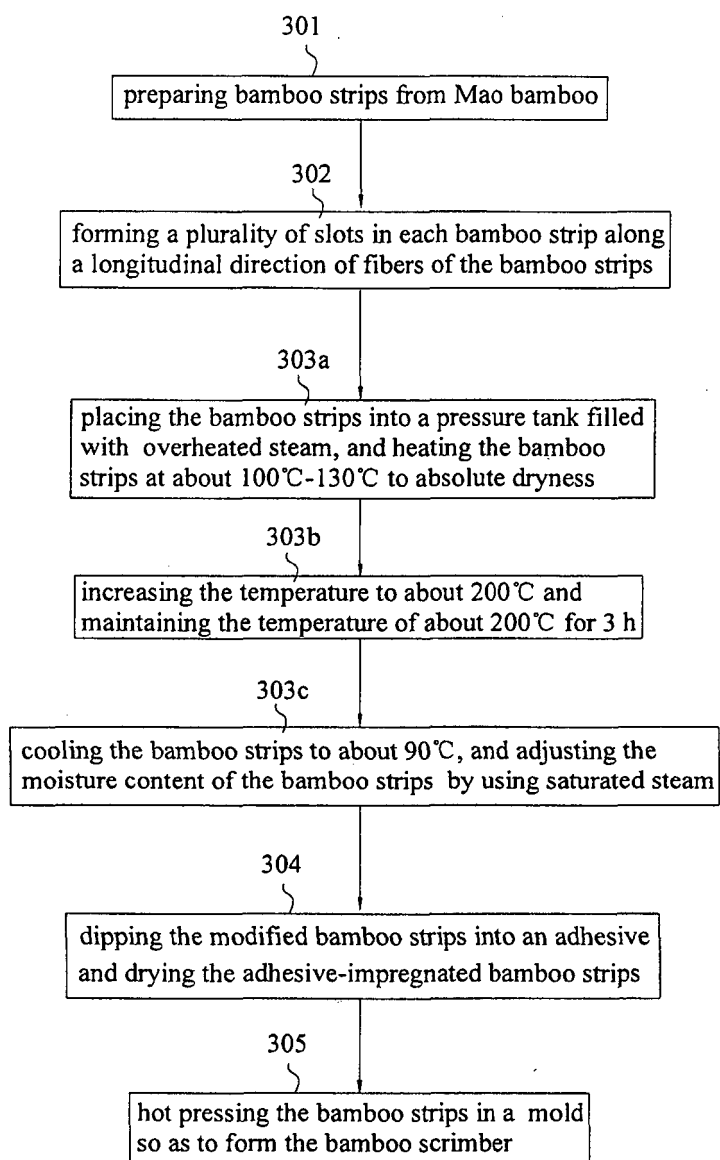 301
preparing bamboo strips from Mao bamboo
302
forming a plurality of slots in each bamboo strip along
a longitudinal direction of fibers of the bamboo strips
303a
placing the bamboo strips into a pressure tank filled
with overheated steam, and heating the bamboo
strips at about 100℃-130℃ to absolute dryness
303b
increasing the temperature to about 200℃ and
maintaining the temperature of about 200℃ for 3 h
303c
cooling the bamboo strips to about 90℃, and adjusting the
moisture content of the bamboo strips by using saturated steam
304
dipping the modified bamboo strips into an adhesive
and drying the adhesive-impregnated bamboo strips
305
hot pressing the bamboo strips in a mold
so as to form the bamboo scrimber